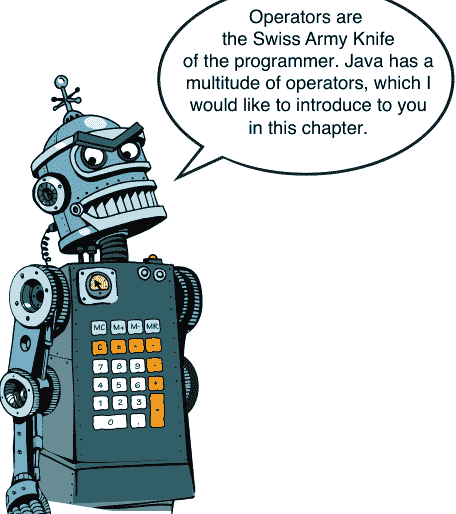 Operators are
the Swiss Army Knife
of the programmer. Java has a
multitude of operators, which I
would like to introduce to you
in this chapter.
MC M+ M- MR
C ± ÷
7 8 9 -
4 5 6 +
1 2 3 =
0 .